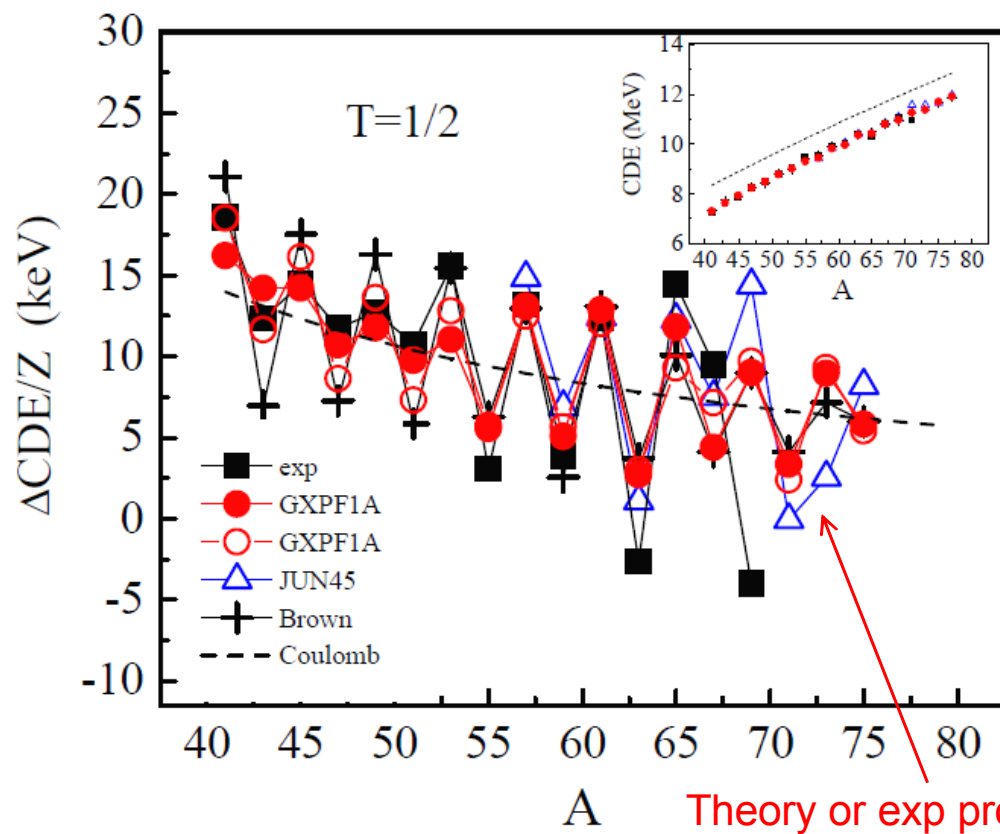 30
25
20
15
10
5
0
-5
-10
ΔCDE/Z (keV)
T=1/2
14
12
10
8
6
CDE (MeV)
40 45 50 55 60 65 70 75 80
A
exp
GXPF1A
GXPF1A
JUN45
Brown
Coulomb
40 45 50 55 60 65 70 75 80
A
Theory or exp